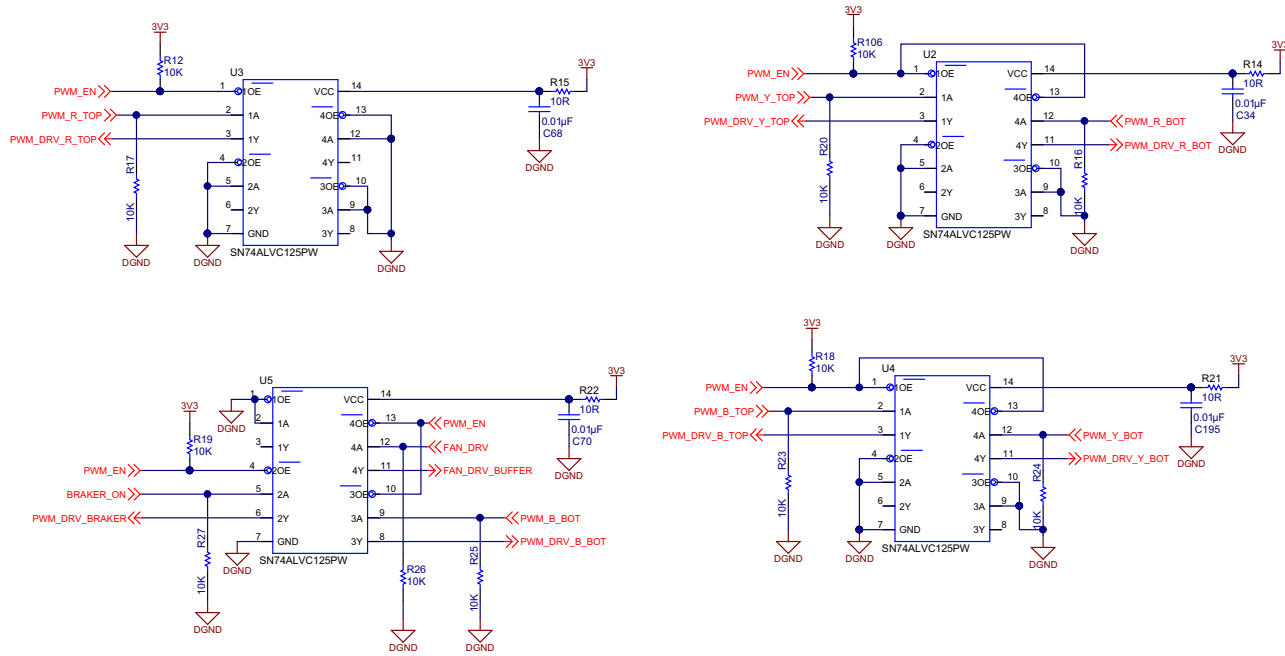 3V3
R12
10K
U3
PWM_EN
1
1OE
VCC
14
R15
10R
3V3
PWM_R_TOP
2
1A
4OE
13
0.01µF
C68
DGND
PWM_DRV_R_TOP
3
1Y
4A
12
R17
10K
DGND
4
2OE
4Y
11
5
2A
3OE
10
6
2Y
3A
9
7
GND
3Y
8
DGND
SN74ALVC125PW
DGND
3V3
R106
10K
U2
PWM_EN
1
1OE
VCC
14
R14
10R
3V3
PWM_Y_TOP
2
1A
4OE
13
0.01µF
C34
DGND
PWM_DRV_Y_TOP
3
1Y
4A
12
PWM_R_BOT
R20
10K
DGND
4
2OE
4Y
11
PWM_DRV_R_BOT
5
2A
3OE
10
R16
10K
6
2Y
3A
9
7
GND
3Y
8
DGND
SN74ALVC125PW
DGND
U5
1
1OE
VCC
14
R22
10R
3V3
DGND
2
1A
4OE
13
PWM_EN
0.01µF
C70
DGND
3V3
R19
10K
3
1Y
4A
12
FAN_DRV
PWM_EN
4
2OE
4Y
11
FAN_DRV_BUFFER
BRAKER_ON
5
2A
3OE
10
PWM_DRV_BRAKER
6
2Y
3A
9
PWM_B_BOT
R27
10K
DGND
7
GND
3Y
8
PWM_DRV_B_BOT
DGND
SN74ALVC125PW
R26
10K
DGND
R25
10K
DGND
3V3
R18
10K
U4
PWM_EN
1
1OE
VCC
14
R21
10R
3V3
PWM_B_TOP
2
1A
4OE
13
0.01µF
C195
DGND
PWM_DRV_B_TOP
3
1Y
4A
12
PWM_Y_BOT
R23
10K
DGND
4
2OE
4Y
11
PWM_DRV_Y_BOT
5
2A
3OE
10
R24
10K
6
2Y
3A
9
7
GND
3Y
8
DGND
SN74ALVC125PW
DGND